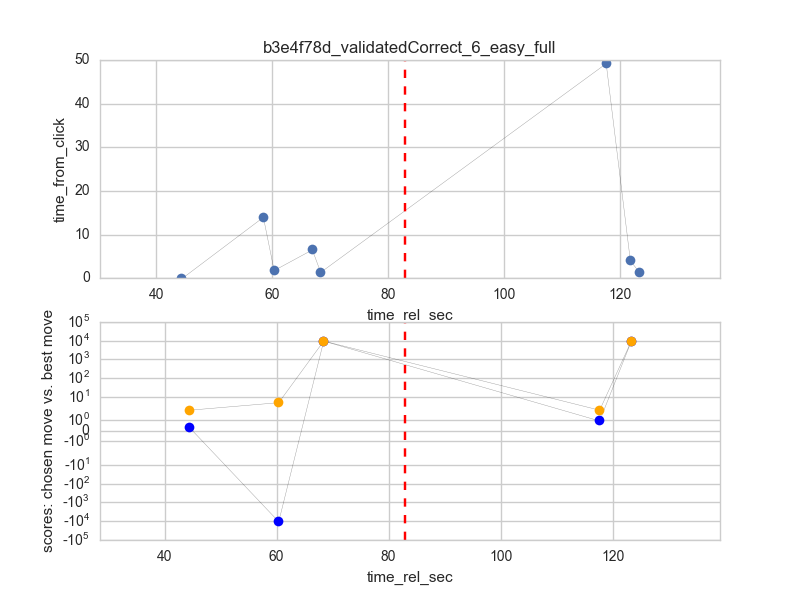 b3e4f78d_validatedCorrect_6_easy_full
50
40
30
20
10
0
time_from_click
40 60 80 100 120
time_rel_sec
10^5
10^4
10^3
10^2
10^1
10^0
0
-10^0
-10^1
-10^2
-10^3
-10^4
-10^5
scores: chosen move vs. best move
40 60 80 100 120
time_rel_sec